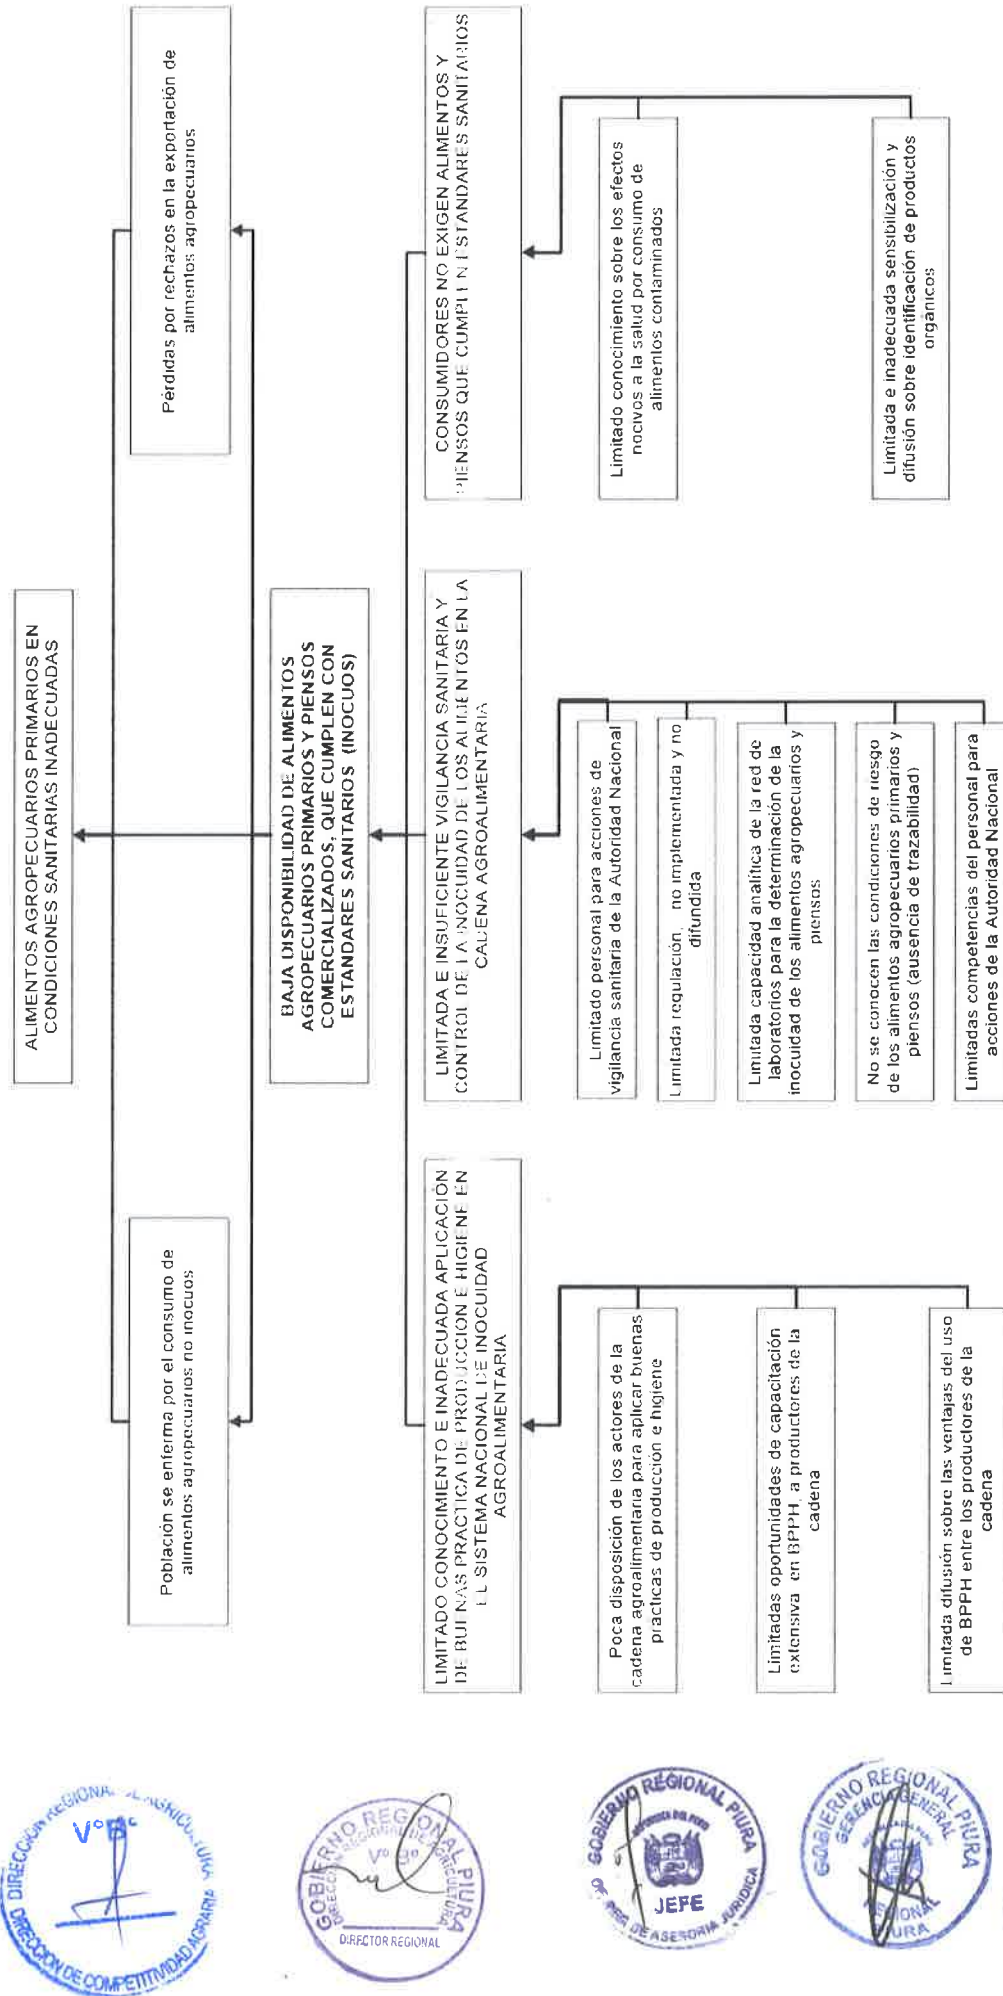 ALIMENTOS AGROPECUARIOS PRIMARIOS EN
CONDICIONES SANITARIAS INADECUADAS
Población se enferma por el consumo de
alimentos agropecuarios no inocuos
Pérdidas por rechazos en la exportación de
alimentos agropecuarios
BAJA DISPONIBILIDAD DE ALIMENTOS
AGROPECUARIOS PRIMARIOS Y PIENSOS
COMERCIALIZADOS, QUE CUMPLEN CON
ESTANDARES SANITARIOS (INOCUOS)
LIMITADO CONOCIMIENTO E INADECUADA APLICACIÓN
DE BUENAS PRACTICA DE PRODUCCION E HIGIENE EN
EL SISTEMA NACIONAL DE INOCUIDAD
AGROALIMENTARIA
Poca disposición de los actores de la
cadena agroalimentaria para aplicar buenas
practicas de producción e higiene
Limitadas oportunidades de capacitación
extensiva en BPPH, a productores de la
cadena
Limitada difusión sobre las ventajas del uso
de BPPH entre los productores de la
cadena
LIMITADA E INSUFICIENTE VIGILANCIA SANITARIA Y
CONTROL DE LA INOCUIDAD DE LOS ALIMENTOS EN LA
CADENA AGROALIMENTARIA
Limitado personal para acciones de
vigilancia sanitaria de la Autoridad Nacional
Limitada regulación, no implementada y no
difundida
Limitada capacidad analítica de la red de
laboratorios para la determinación de la
inocuidad de los alimentos agropecuarios y
piensos
No se conocen las condiciones de riesgo
de los alimentos agropecuarios primarios y
piensos (ausencia de trazabilidad)
Limitadas competencias del personal para
acciones de la Autoridad Nacional
CONSUMIDORES NO EXIGEN ALIMENTOS Y
PIENSOS QUE CUMPLEN ESTANDARES SANITARIOS
Limitado conocimiento sobre los efectos
nocivos a la salud por consumo de
alimentos contaminados
Limitada e inadecuada sensibilización y
difusión sobre identificación de productos
orgánicos
DIRECCION REGIONAL DE AGRICULTURA
V° B°
DIRECCION DE COMPETITIVIDAD AGRARIA
GOBIERNO REGIONAL PIURA
DIRECCION REGIONAL DE AGRICULTURA
V° B°
DIRECTOR REGIONAL
GOBIERNO REGIONAL PIURA
REPUBLICA DEL PERU
JEFE
DE ASESORIA JURIDICA
GOBIERNO REGIONAL PIURA
GERENCIA GENERAL
REGIONAL
PIURA